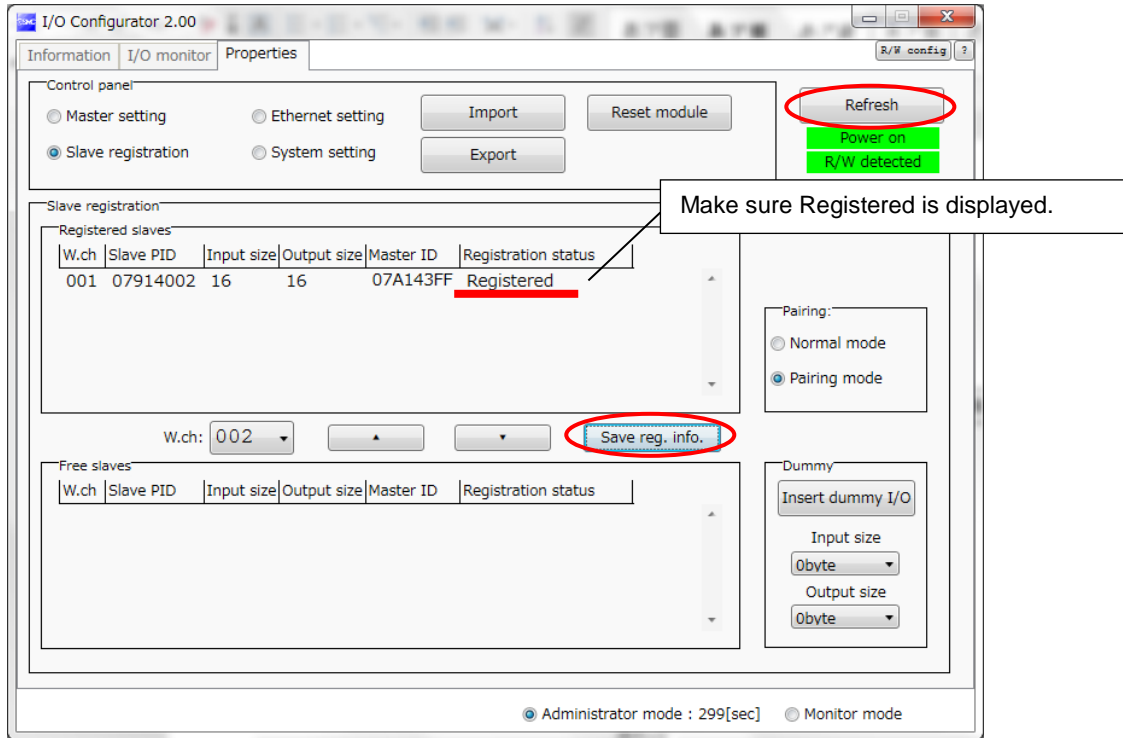 I/O Configurator 2.00
Information I/O monitor Properties R/W config ?
Control panel
Master setting Ethernet setting Import Reset module Refresh
Power on
Slave registration System setting Export R/W detected
Make sure Registered is displayed.
Slave registration
Registered slaves
W.ch Slave PID Input size Output size Master ID Registration status
001 07914002 16 16 07A143FF Registered
Pairing:
Normal mode
Pairing mode
W.ch: 002 Save reg. info.
Free slaves
W.ch Slave PID Input size Output size Master ID Registration status
Dummy
Insert dummy I/O
Input size
0byte
Output size
0byte
Administrator mode : 299[sec] Monitor mode